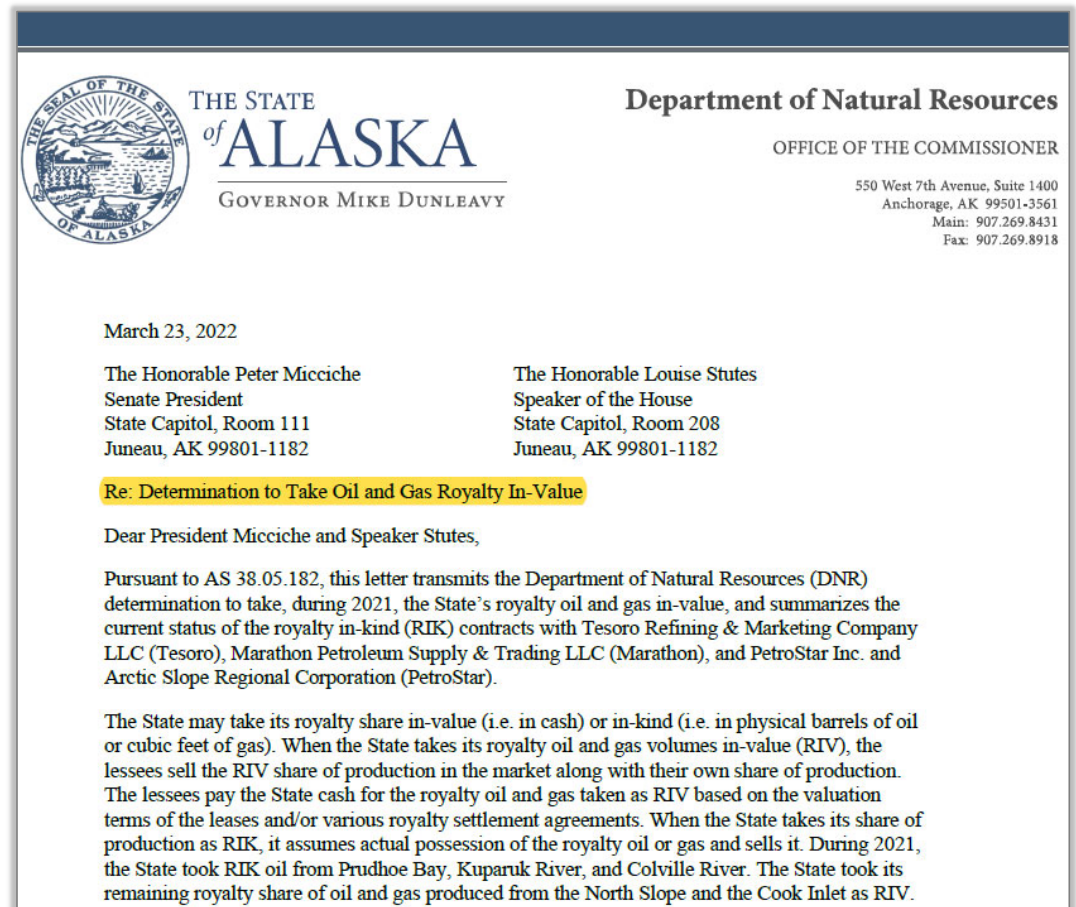 THE SEAL OF THE STATE
OF ALASKA
THE STATE
of ALASKA
GOVERNOR MIKE DUNLEAVY
Department of Natural Resources
OFFICE OF THE COMMISSIONER
550 West 7th Avenue, Suite 1400
Anchorage, AK 99501-3561
Main: 907.269.8431
Fax: 907.269.8918
March 23, 2022
The Honorable Peter Micciche
Senate President
State Capitol, Room 111
Juneau, AK 99801-1182
The Honorable Louise Stutes
Speaker of the House
State Capitol, Room 208
Juneau, AK 99801-1182
Re: Determination to Take Oil and Gas Royalty In-Value
Dear President Micciche and Speaker Stutes,
Pursuant to AS 38.05.182, this letter transmits the Department of Natural Resources (DNR)
determination to take, during 2021, the State’s royalty oil and gas in-value, and summarizes the
current status of the royalty in-kind (RIK) contracts with Tesoro Refining & Marketing Company
LLC (Tesoro), Marathon Petroleum Supply & Trading LLC (Marathon), and PetroStar Inc. and
Arctic Slope Regional Corporation (PetroStar).
The State may take its royalty share in-value (i.e. in cash) or in-kind (i.e. in physical barrels of oil
or cubic feet of gas). When the State takes its royalty oil and gas volumes in-value (RIV), the
lessees sell the RIV share of production in the market along with their own share of production.
The lessees pay the State cash for the royalty oil and gas taken as RIV based on the valuation
terms of the leases and/or various royalty settlement agreements. When the State takes its share of
production as RIK, it assumes actual possession of the royalty oil or gas and sells it. During 2021,
the State took RIK oil from Prudhoe Bay, Kuparuk River, and Colville River. The State took its
remaining royalty share of oil and gas produced from the North Slope and the Cook Inlet as RIV.